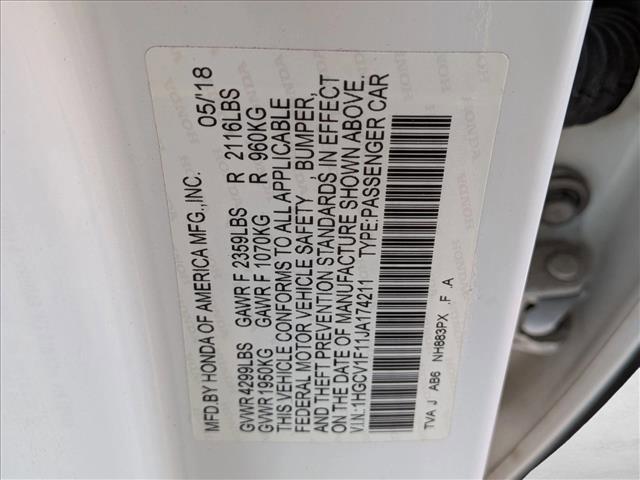 MFD.BY HONDA OF AMERICA MFG.,INC. 05/'18
GVWR 4299LBS GAWR F 2359LBS R 2116LBS
GVWR 1950KG GAWR F 1070KG R 960KG
THIS VEHICLE CONFORMS TO ALL APPLICABLE
FEDERAL MOTOR VEHICLE SAFETY , BUMPER,
AND THEFT PREVENTION STANDARDS IN EFFECT
ON THE DATE OF MANUFACTURE SHOWN ABOVE.
V.I.N.:1HGCV1F11JA174211 TYPE:PASSENGER CAR
TVA J AB6 NH883PX .F .A